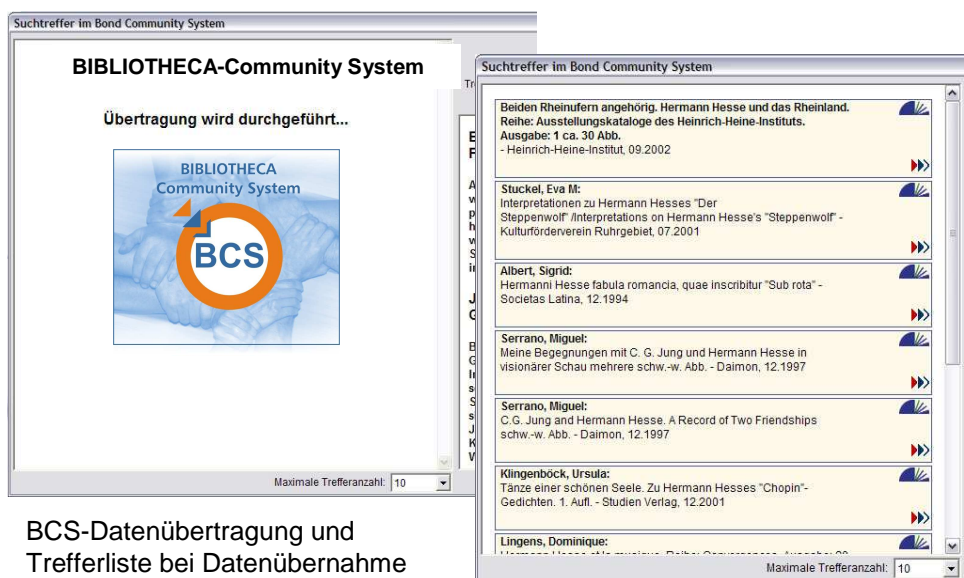 Suchtreffer im Bond Community System
BIBLIOTHECA-Community System
Übertragung wird durchgeführt...
BIBLIOTHECA
Community System
BCS
Maximale Trefferanzahl: 10
BCS-Datenübertragung und
Trefferliste bei Datenübernahme
Suchtreffer im Bond Community System
Beiden Rheinufern angehörig. Hermann Hesse und das Rheinland.
Reihe: Ausstellungskataloge des Heinrich-Heine-Instituts.
Ausgabe: 1 ca. 30 Abb.
- Heinrich-Heine-Institut, 09.2002
Stuckel, Eva M:
Interpretationen zu Hermann Hesses "Der
Steppenwolf" /Interpretations on Hermann Hesse's "Steppenwolf" -
Kulturförderverein Ruhrgebiet, 07.2001
Albert, Sigrid:
Hermanni Hesse fabula romancia, quae inscribitur "Sub rota" -
Societas Latina, 12.1994
Serrano, Miguel:
Meine Begegnungen mit C. G. Jung und Hermann Hesse in
visionärer Schau mehrere schw.-w. Abb. - Daimon, 12.1997
Serrano, Miguel:
C.G. Jung and Hermann Hesse. A Record of Two Friendships
schw.-w. Abb. - Daimon, 12.1997
Klingenböck, Ursula:
Tänze einer schönen Seele. Zu Hermann Hesses "Chopin"-
Gedichten. 1. Aufl. - Studien Verlag, 12.2001
Lingens, Dominique:
Maximale Trefferanzahl: 10